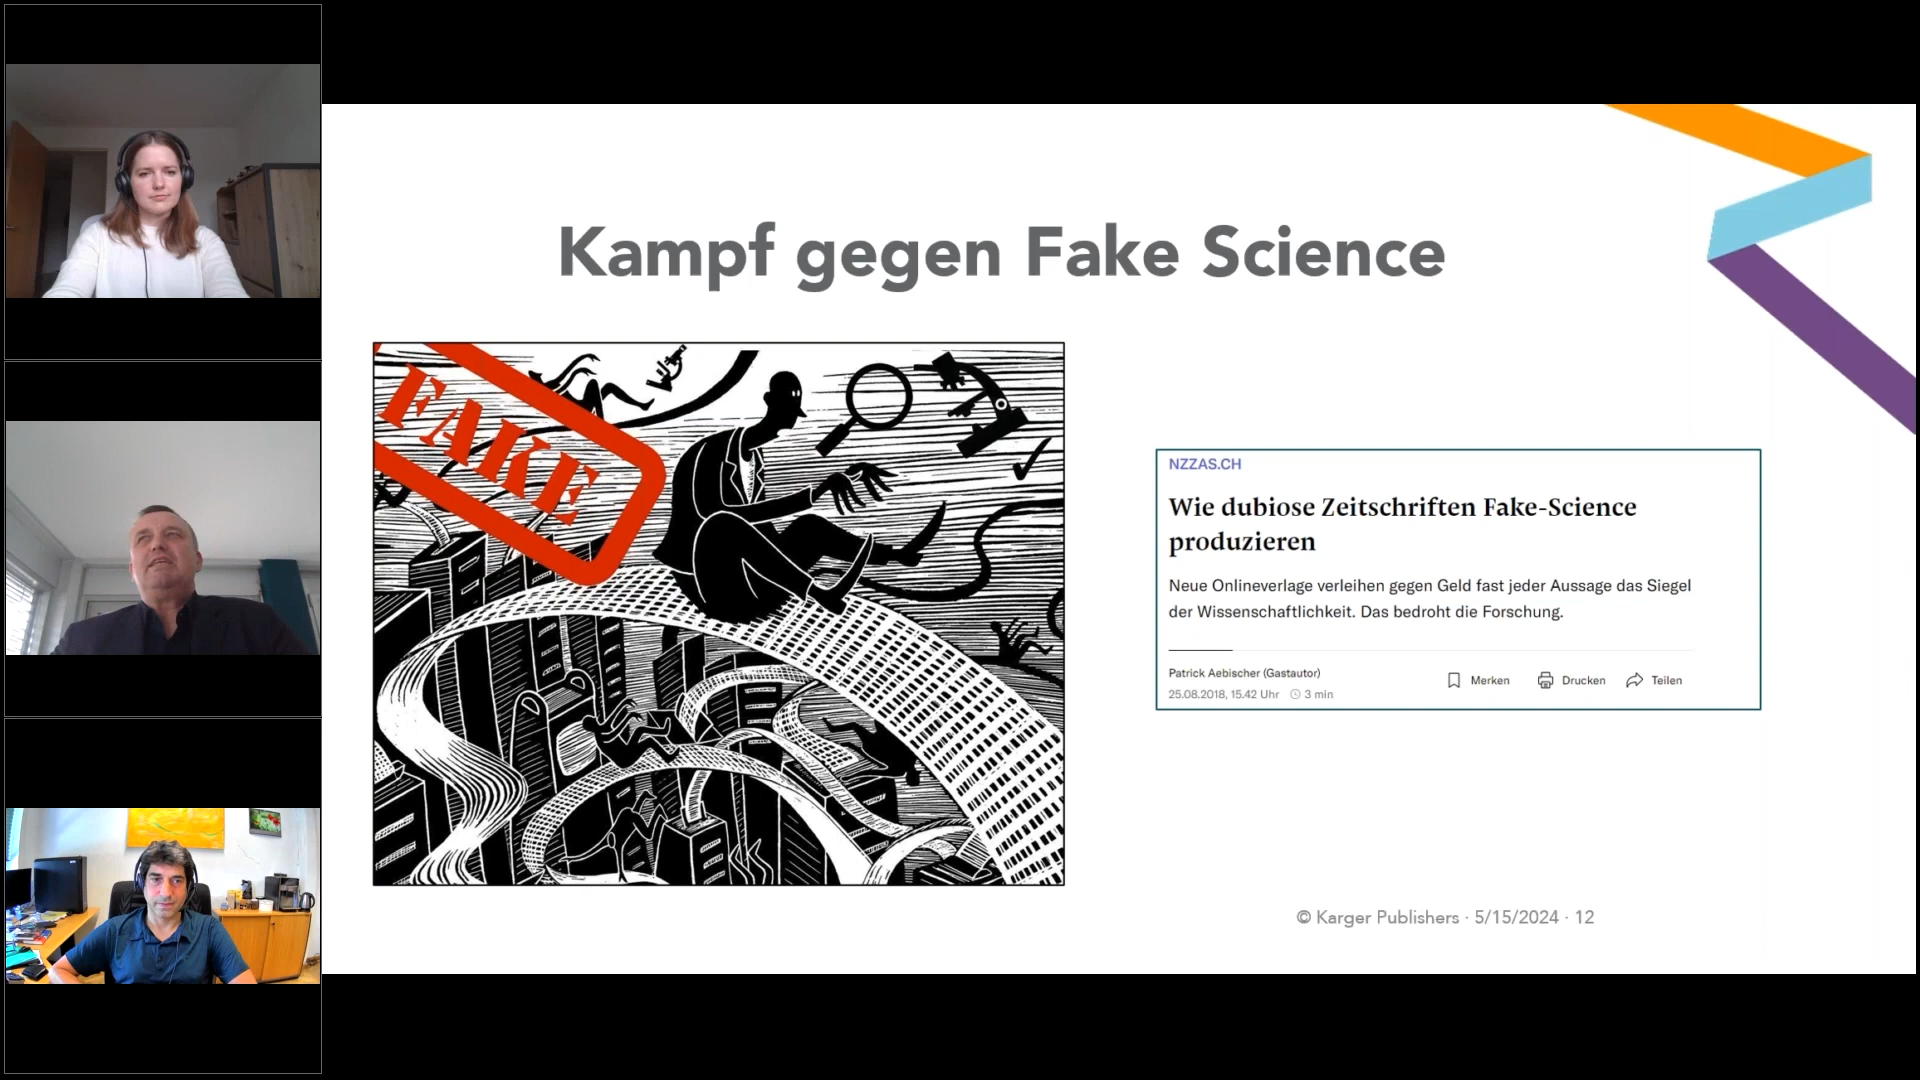 Kampf gegen Fake Science
FAKE
NZZAS.CH
Wie dubiose Zeitschriften Fake-Science
produzieren
Neue Onlineverlage verleihen gegen Geld fast jeder Aussage das Siegel
der Wissenschaftlichkeit. Das bedroht die Forschung.
Patrick Aebischer (Gastautor)
25.08.2018, 15.42 Uhr 3 min
Merken Drucken Teilen
© Karger Publishers · 5/15/2024 · 12